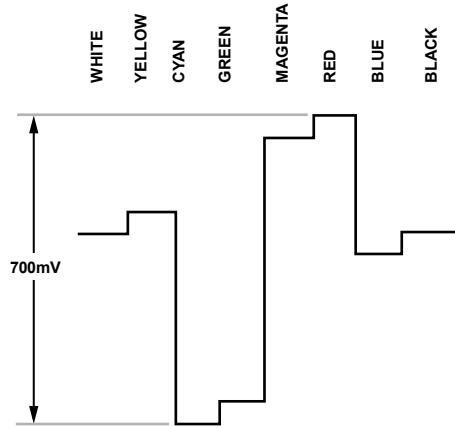 WHITE
YELLOW
CYAN
GREEN
MAGENTA
RED
BLUE
BLACK
700mV